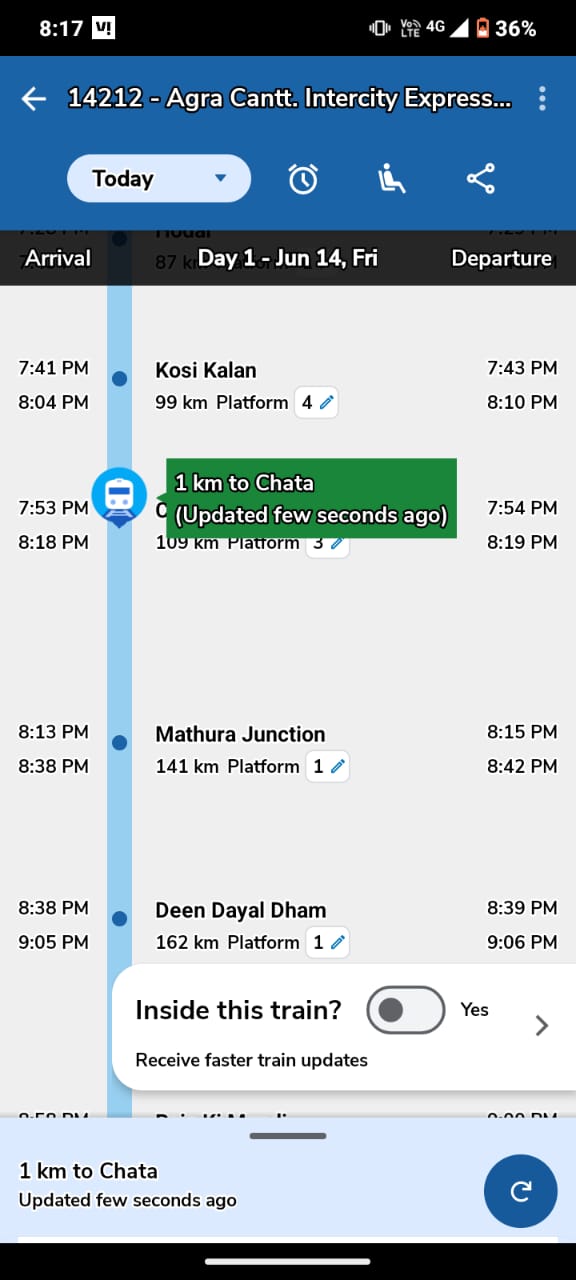 8:17 V! Vo LTE 4G 36%
14212 - Agra Cantt. Intercity Express...
Today
Arrival Day 1 - Jun 14, Fri Departure
87 k
7:41 PM Kosi Kalan 7:43 PM
8:04 PM 99 km Platform 4 8:10 PM
1 km to Chata
7:53 PM C 7:54 PM
(Updated few seconds ago)
8:18 PM 109 km Platform 3 8:19 PM
8:13 PM Mathura Junction 8:15 PM
8:38 PM 141 km Platform 1 8:42 PM
8:38 PM Deen Dayal Dham 8:39 PM
9:05 PM 162 km Platform 1 9:06 PM
Inside this train? Yes
Receive faster train updates
1 km to Chata
Updated few seconds ago